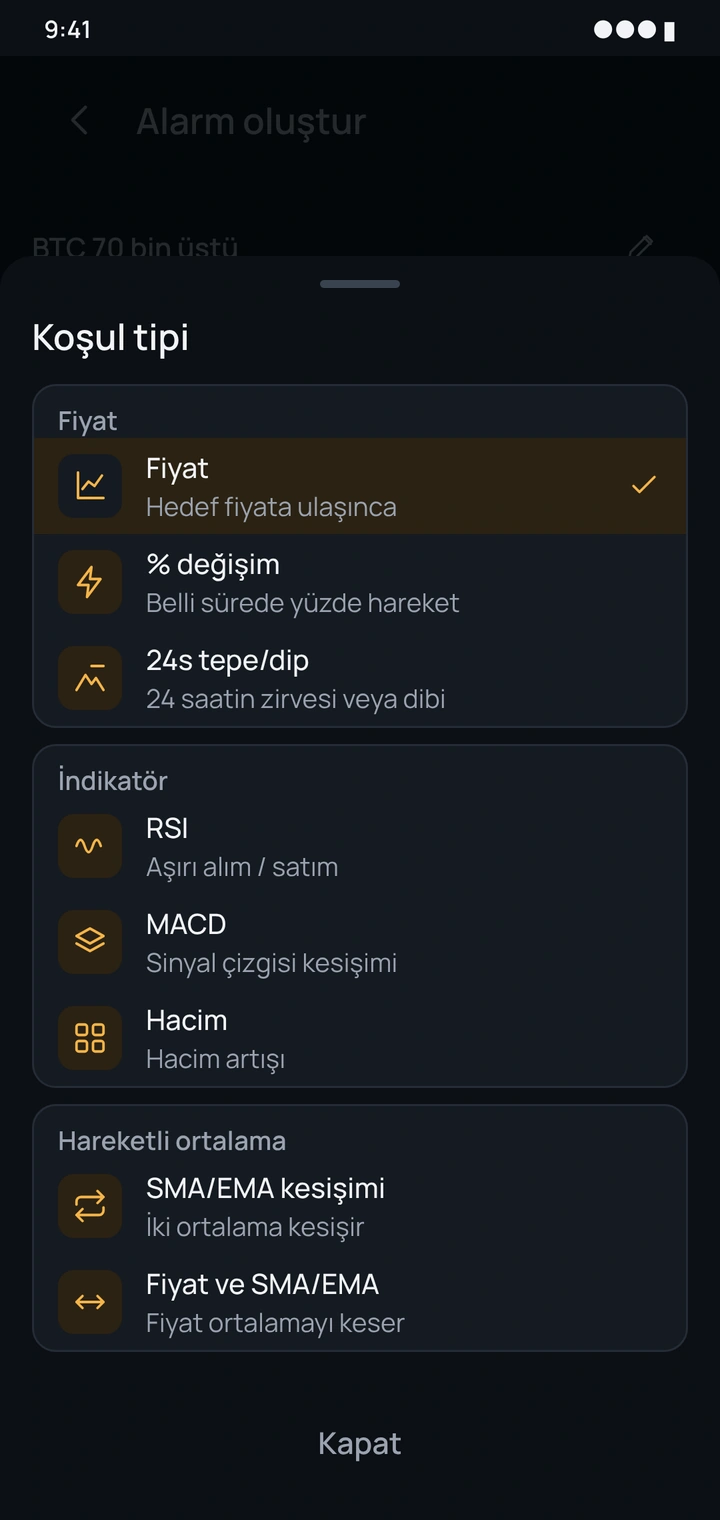 9:41
Alarm oluştur
BTC 70 bin üstü
Koşul tipi
Fiyat
Fiyat
Hedef fiyata ulaşınca
% değişim
Belli sürede yüzde hareket
24s tepe/dip
24 saatin zirvesi veya dibi
İndikatör
RSI
Aşırı alım / satım
MACD
Sinyal çizgisi kesişimi
Hacim
Hacim artışı
Hareketli ortalama
SMA/EMA kesişimi
İki ortalama kesişir
Fiyat ve SMA/EMA
Fiyat ortalamayı keser
Kapat